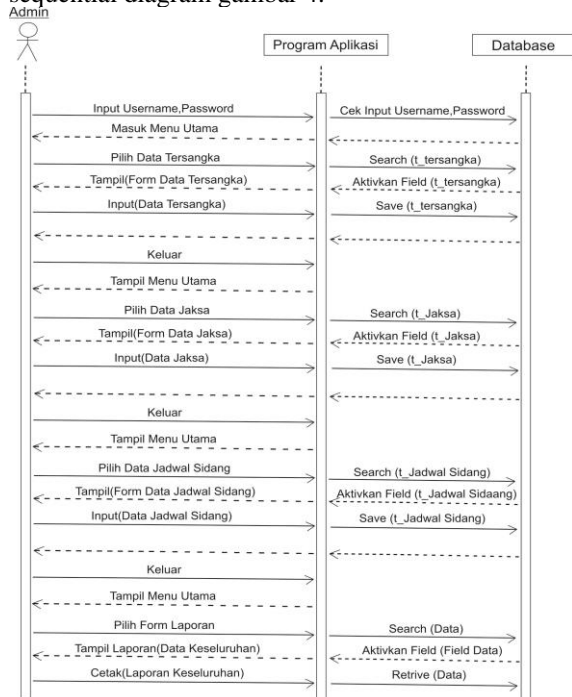 sequential diagram gambar 4.
Admin
Program Aplikasi
Database
Input Username,Password
Cek Input Username,Password
Masuk Menu Utama
Pilih Data Tersangka
Search (t_tersangka)
Tampil(Form Data Tersangka)
Aktivkan Field (t_tersangka)
Input(Data Tersangka)
Save (t_tersangka)
Keluar
Tampil Menu Utama
Pilih Data Jaksa
Search (t_Jaksa)
Tampil(Form Data Jaksa)
Aktivkan Field (t_Jaksa)
Input(Data Jaksa)
Save (t_Jaksa)
Keluar
Tampil Menu Utama
Pilih Data Jadwal Sidang
Search (t_Jadwal Sidang)
Tampil(Form Data Jadwal Sidang)
Aktivkan Field (t_Jadwal Sidaang)
Input(Data Jadwal Sidang)
Save (t_Jadwal Sidang)
Keluar
Tampil Menu Utama
Pilih Form Laporan
Search (Data)
Tampil Laporan(Data Keseluruhan)
Aktivkan Field (Field Data)
Cetak(Laporan Keseluruhan)
Retrive (Data)